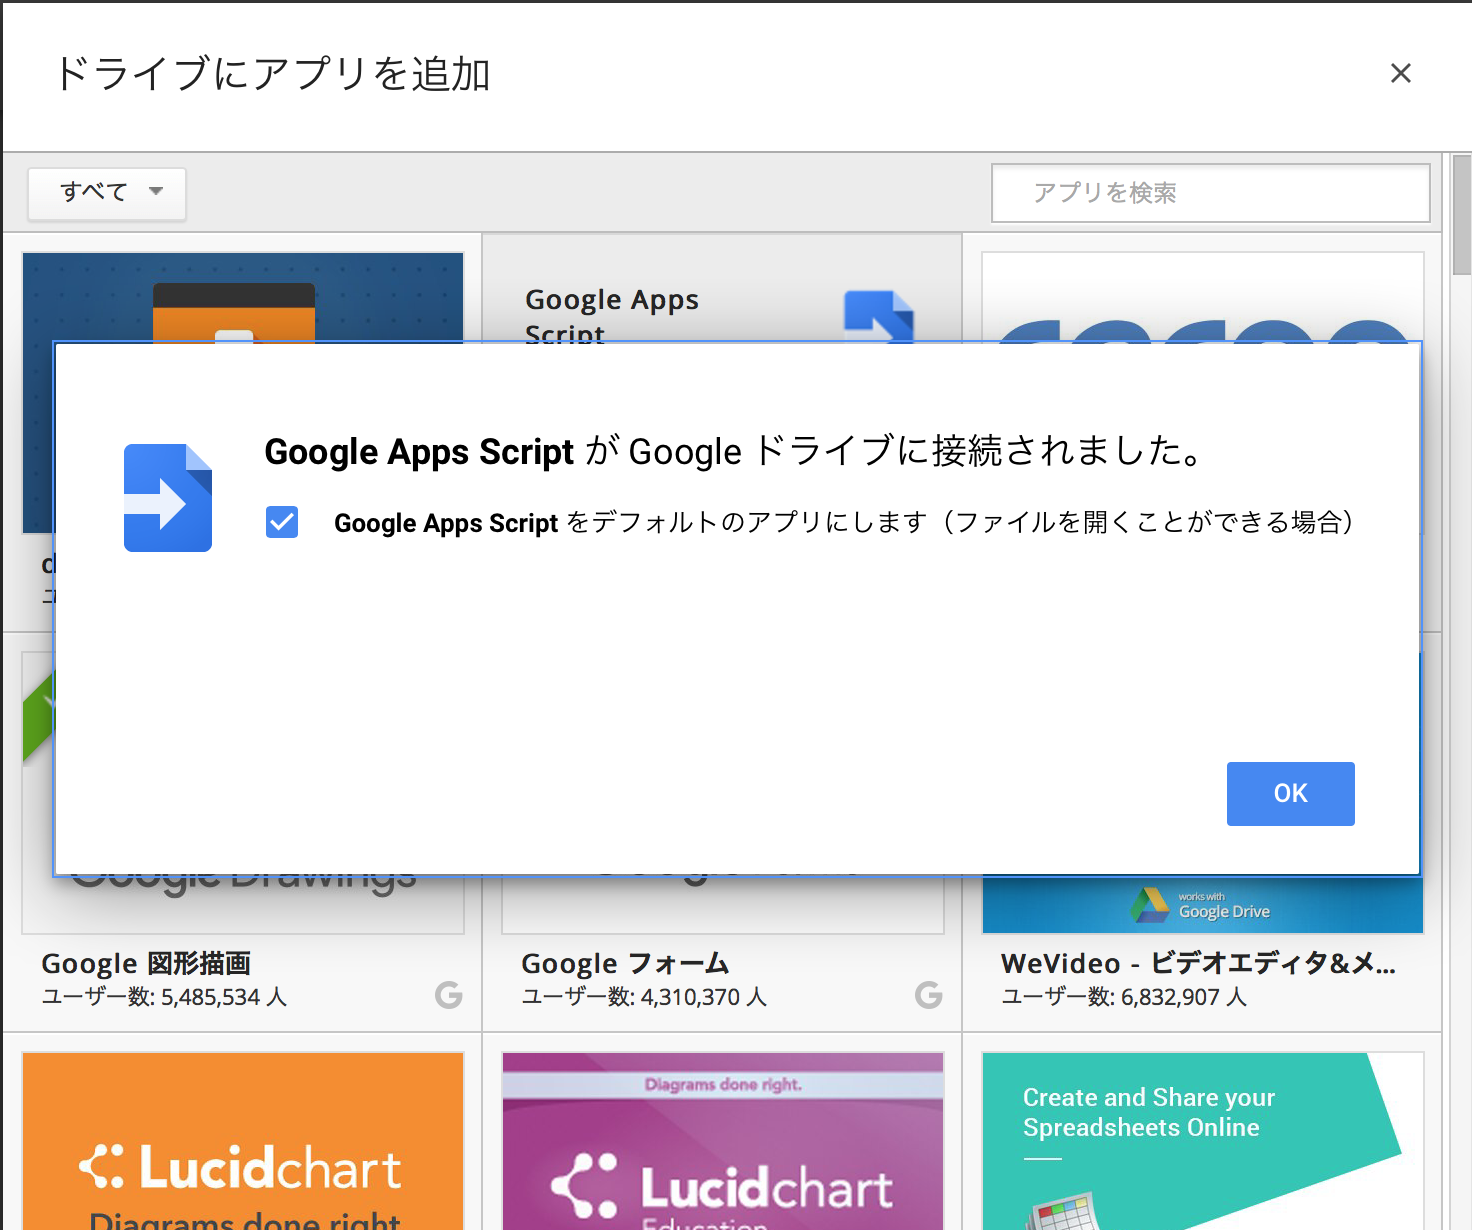 ドライブにアプリを追加
すべて
アプリを検索
Google Apps
Script
Google Apps Script が Google ドライブに接続されました。
Google Apps Script をデフォルトのアプリにします（ファイルを開くことができる場合）
OK
Google Drawings
works with
Google Drive
Google 図形描画
ユーザー数: 5,485,534 人
Google フォーム
ユーザー数: 4,310,370 人
WeVideo - ビデオエディタ&メ...
ユーザー数: 6,832,907 人
Lucidchart
Diagrams done right.
Diagrams done right.
Lucidchart
Education
Create and Share your
Spreadsheets Online